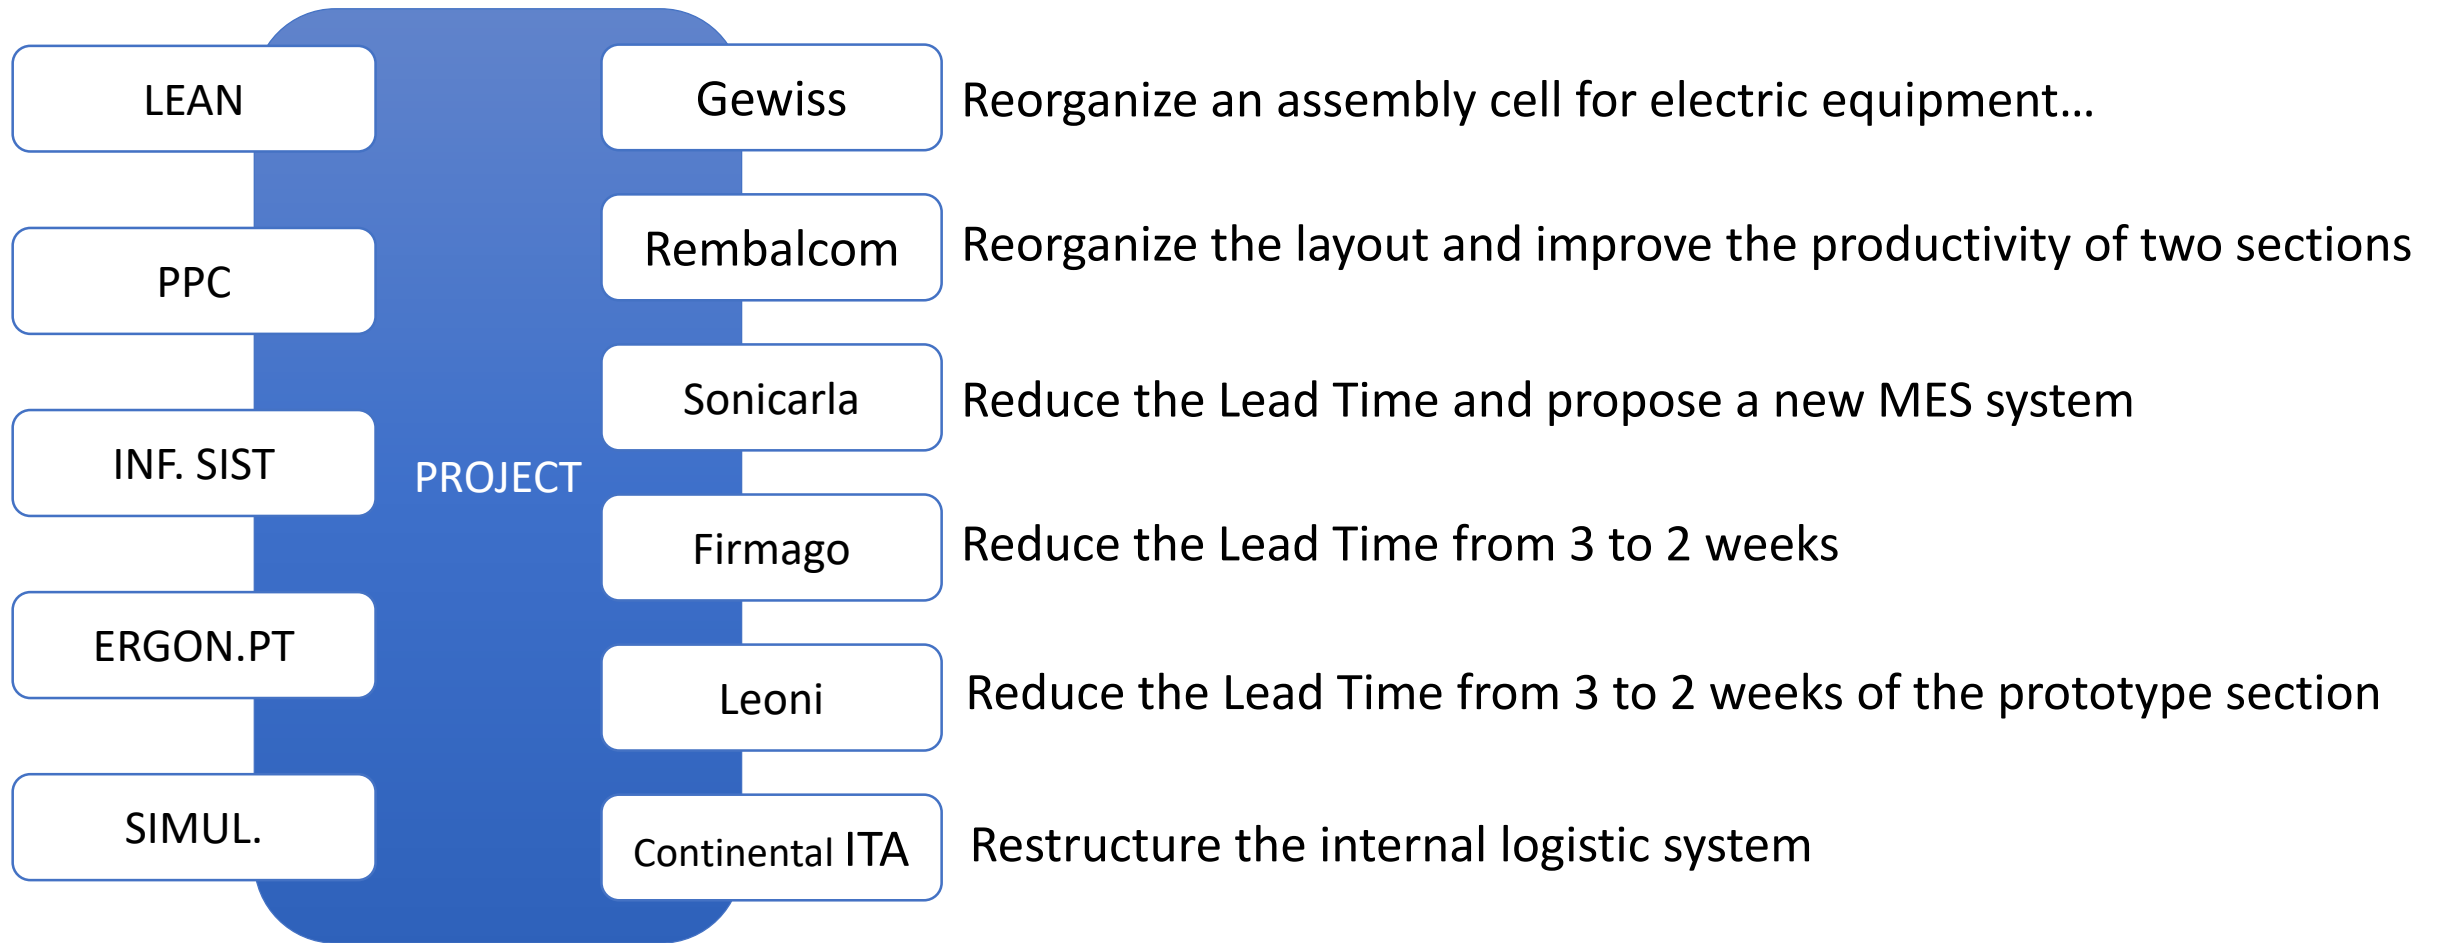 LEAN
PPC
INF. SIST
ERGON.PT
SIMUL.
PROJECT
Gewiss
Reorganize an assembly cell for electric equipment...
Rembalcom
Reorganize the layout and improve the productivity of two sections
Sonicarla
Reduce the Lead Time and propose a new MES system
Firmago
Reduce the Lead Time from 3 to 2 weeks
Leoni
Reduce the Lead Time from 3 to 2 weeks of the prototype section
Continental ITA
Restructure the internal logistic system